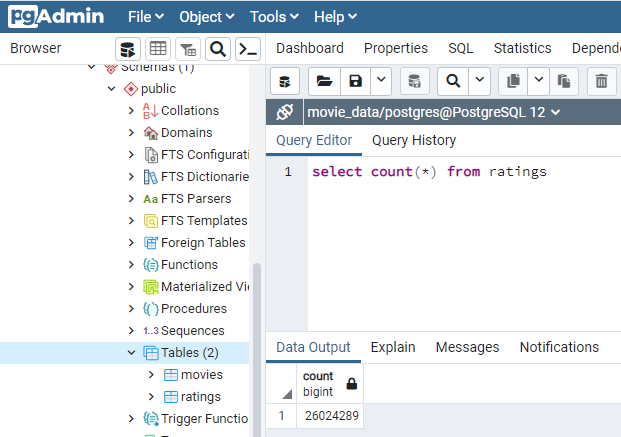 pgAdmin File Object Tools Help
Browser Dashboard Properties SQL Statistics Depend
Schemas (1)
public
Collations
Domains
FTS Configurati
FTS Dictionarie
Aa FTS Parsers
FTS Templates
Foreign Tables
Functions
Materialized Vi
Procedures
1..3 Sequences
Tables (2)
movies
ratings
Trigger Functio
movie_data/postgres@PostgreSQL 12
Query Editor Query History
1 select count(*) from ratings
Data Output Explain Messages Notifications
count
bigint
1 26024289